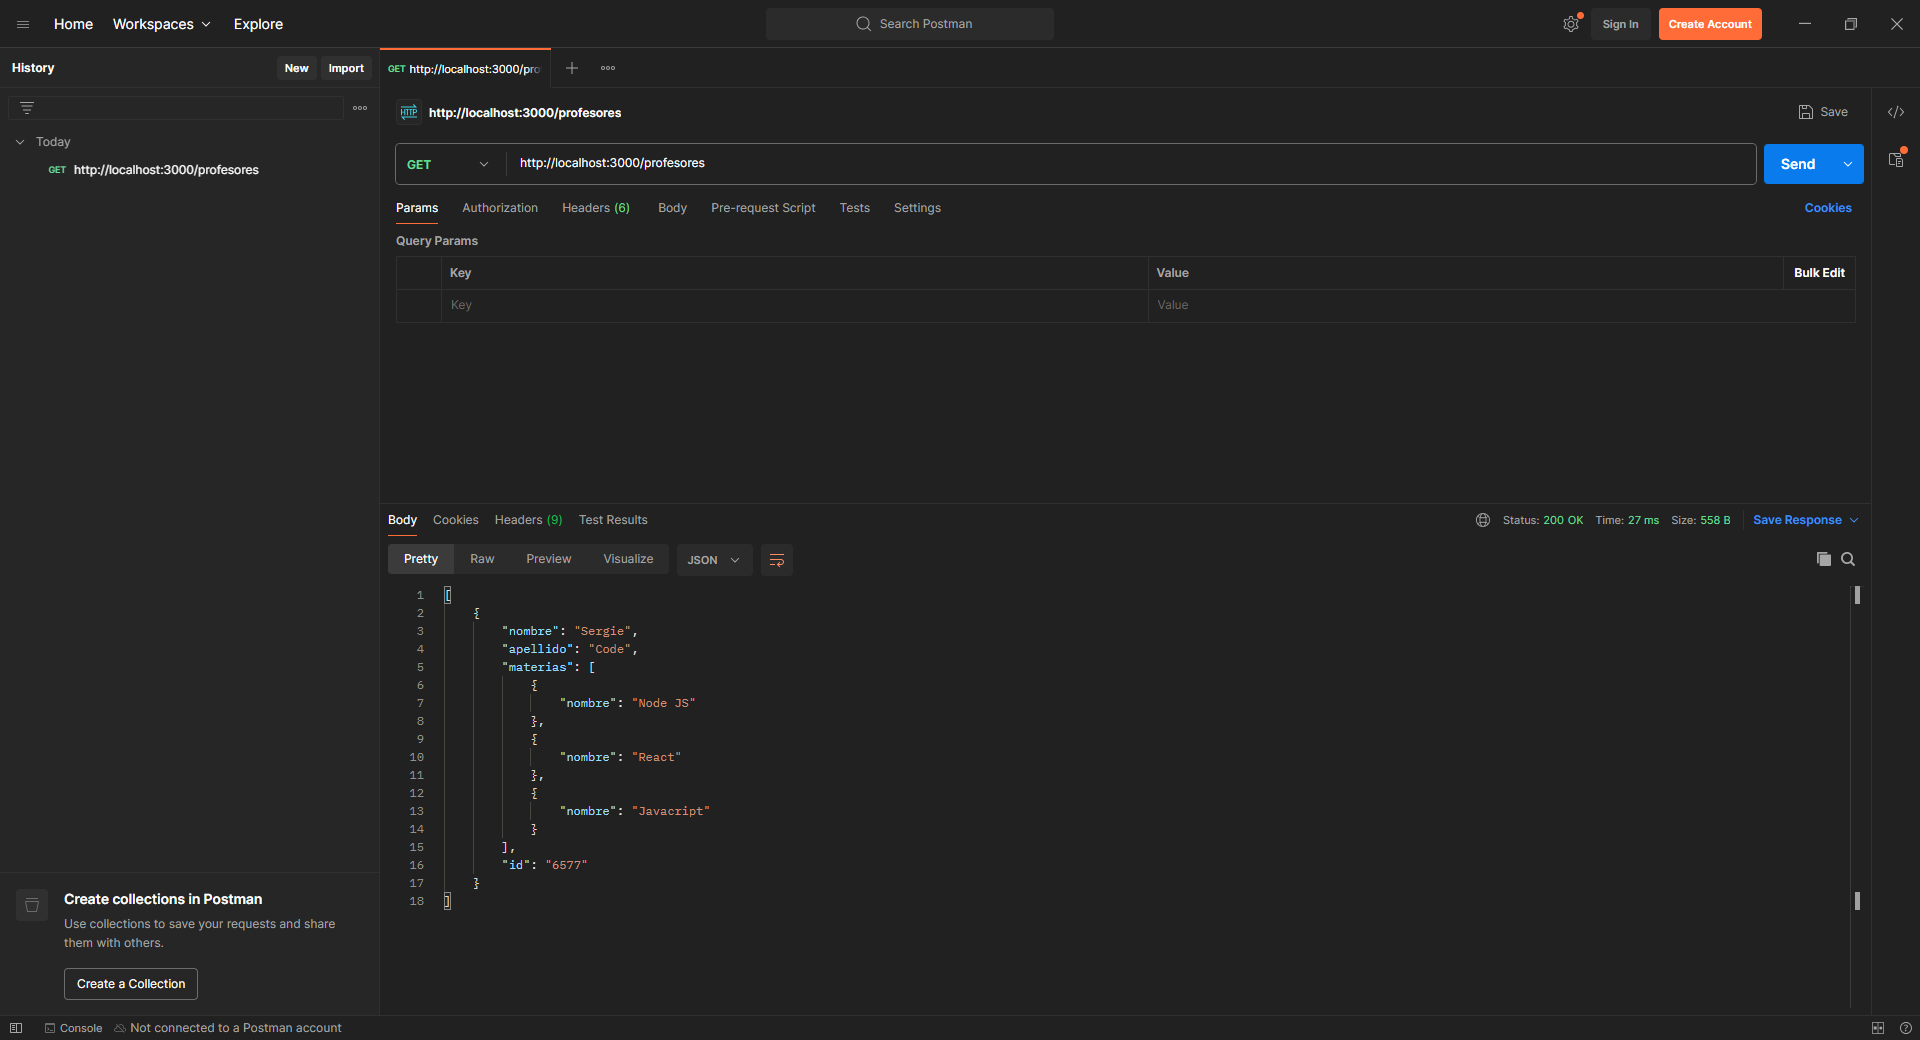 Home Workspaces Explore
Search Postman
Sign In Create Account
History
New Import
GET http://localhost:3000/pro
HTTP http://localhost:3000/profesores
Save
Today
GET http://localhost:3000/profesores
GET http://localhost:3000/profesores
Send
Params Authorization Headers (6) Body Pre-request Script Tests Settings
Cookies
Query Params
Key Value Bulk Edit
Key Value
Body Cookies Headers (9) Test Results
Status: 200 OK Time: 27 ms Size: 558 B Save Response
Pretty Raw Preview Visualize JSON
1 [
2 {
3 "nombre": "Sergie",
4 "apellido": "Code",
5 "materias": [
6 {
7 "nombre": "Node JS"
8 },
9 {
10 "nombre": "React"
11 },
12 {
13 "nombre": "Javacript"
14 }
15 ],
16 "id": "6577"
17 }
18 ]
Create collections in Postman
Use collections to save your requests and share
them with others.
Create a Collection
Console Not connected to a Postman account